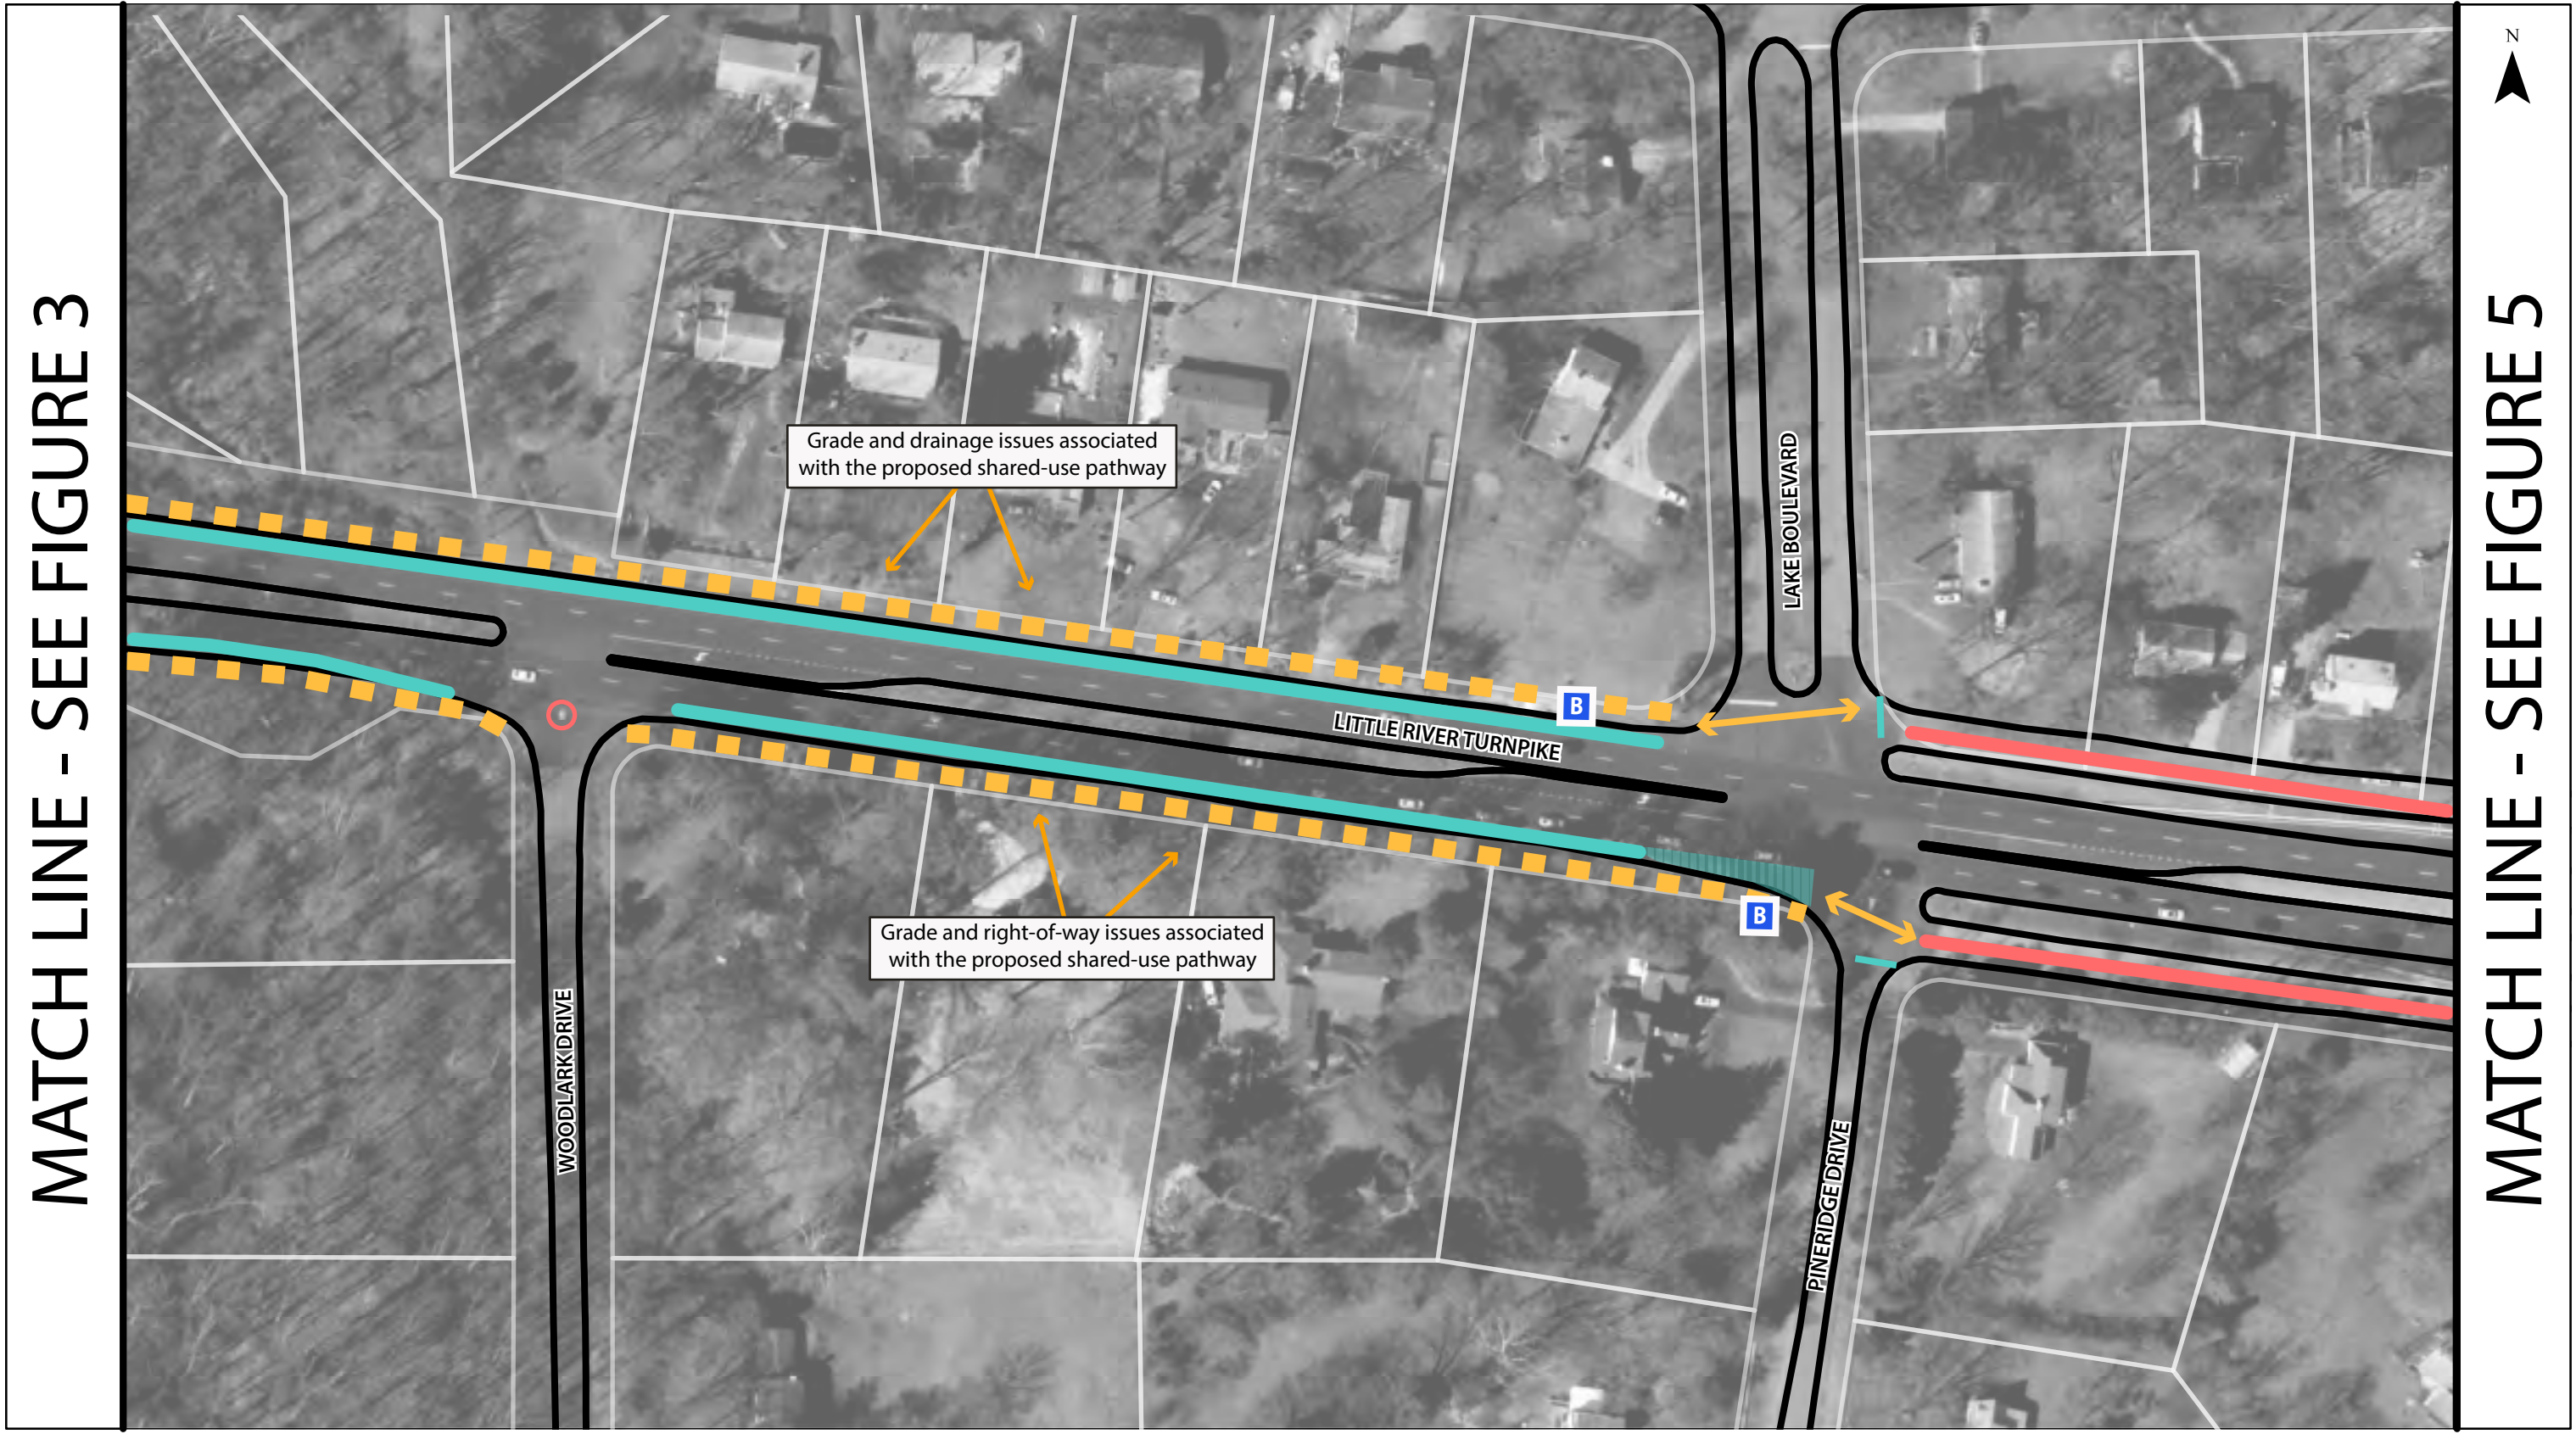 MATCH LINE - SEE FIGURE 3
N
MATCH LINE - SEE FIGURE 5
Grade and drainage issues associated
with the proposed shared-use pathway
LAKE BOULEVARD
B
LITTLE RIVER TURNPIKE
B
Grade and right-of-way issues associated
with the proposed shared-use pathway
WOODLARK DRIVE
PINERIDGE DRIVE